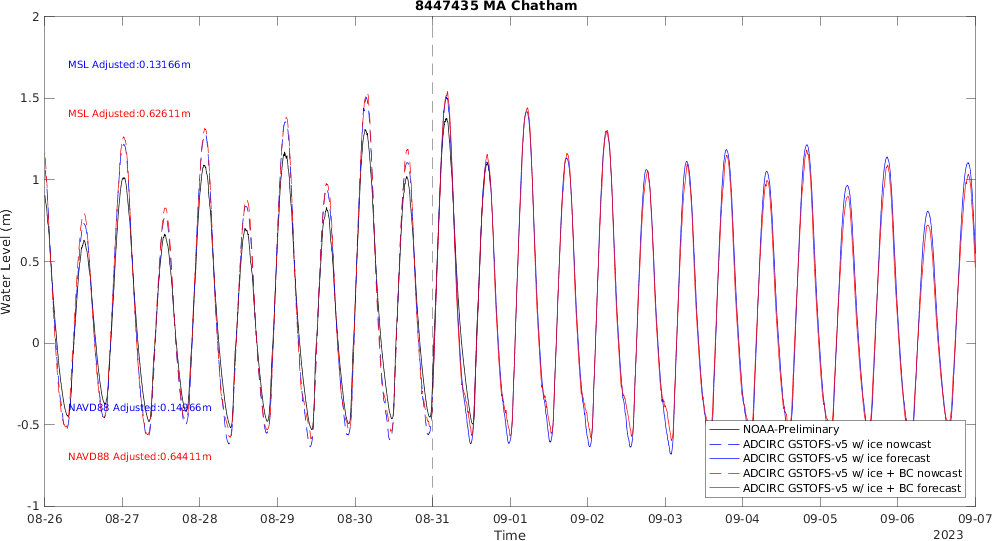 8447435 MA Chatham
2
1.5
1
0.5
0
-0.5
-1
Water Level (m)
MSL Adjusted:0.13166m
MSL Adjusted:0.62611m
NAVD88 Adjusted:0.14966m
NAVD88 Adjusted:0.64411m
NOAA-Preliminary
ADCIRC GSTOFS-v5 w/ ice nowcast
ADCIRC GSTOFS-v5 w/ ice forecast
ADCIRC GSTOFS-v5 w/ ice + BC nowcast
ADCIRC GSTOFS-v5 w/ ice + BC forecast
08-26 08-27 08-28 08-29 08-30 08-31 09-01 09-02 09-03 09-04 09-05 09-06 09-07
Time
2023